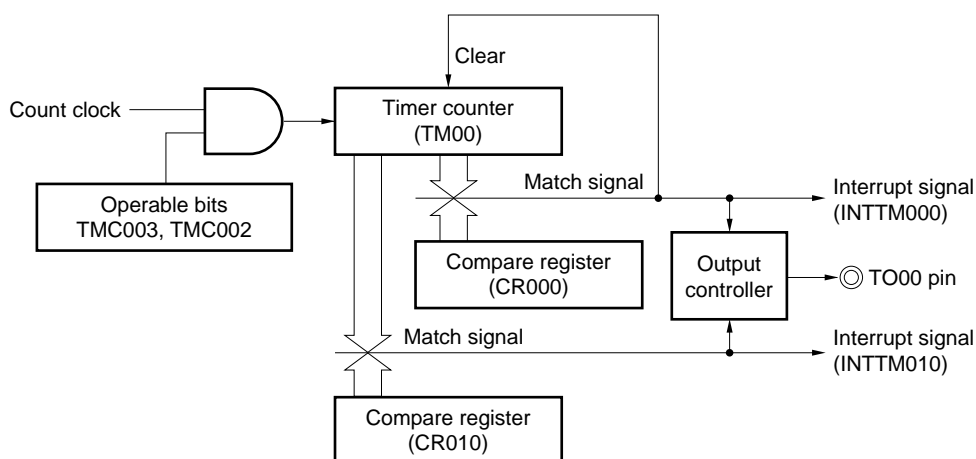 Clear
Count clock
Timer counter
(TM00)
Operable bits
TMC003, TMC002
Match signal
Interrupt signal
(INTTM000)
Compare register
(CR000)
Output
controller
TO00 pin
Match signal
Interrupt signal
(INTTM010)
Compare register
(CR010)